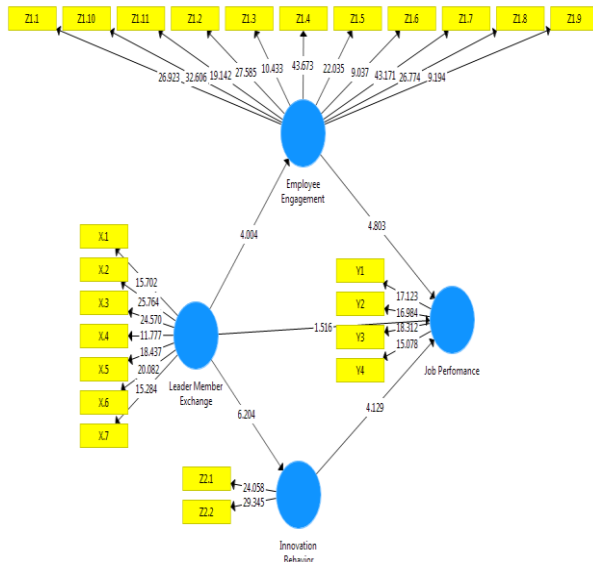 Z1.1 Z1.10 Z1.11 Z1.2 Z1.3 Z1.4 Z1.5 Z1.6 Z1.7 Z1.8 Z1.9
26.923 32.606 19.142 27.585 10.433 43.673 22.035 9.037 43.171 26.774 9.194
Employee
Engagement
4.004
4.803
X.1
X.2
X.3
X.4
X.5
X.6
X.7
15.702
25.764
24.570
11.777
18.437
20.082
15.284
Leader Member
Exchange
1.516
Y1
Y2
Y3
Y4
17.123
16.984
18.312
15.078
Job Perfomance
6.204
4.129
Z2.1
Z2.2
24.058
29.345
Innovation
Behavior